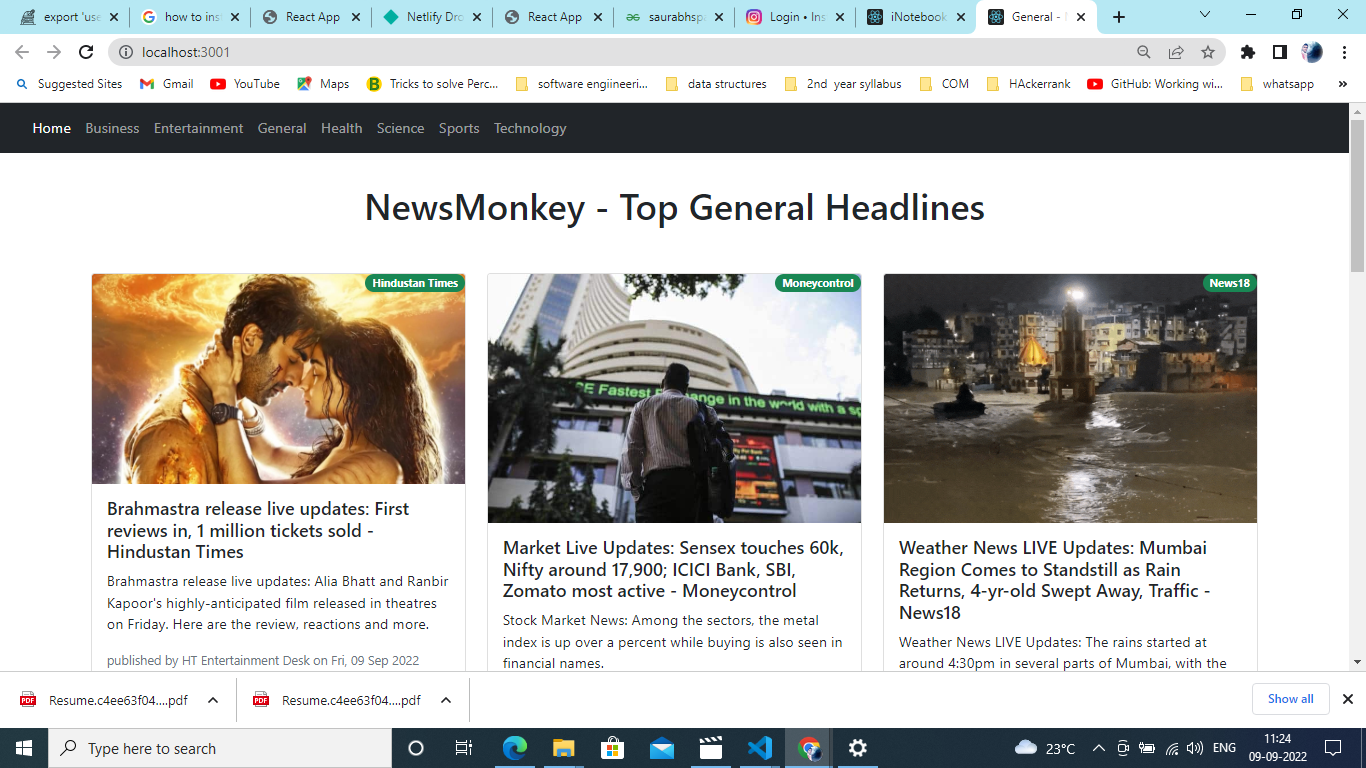 export 'use
how to inst
React App
Netlify Dro
React App
saurabhspa
Login • Ins
iNotebook
General -
localhost:3001
Suggested Sites
Gmail
YouTube
Maps
Tricks to solve Perc...
software engiineeri...
data structures
2nd year syllabus
COM
HAckerrank
GitHub: Working wi...
whatsapp
Home Business Entertainment General Health Science Sports Technology
NewsMonkey - Top General Headlines
Hindustan Times
Brahmastra release live updates: First
reviews in, 1 million tickets sold -
Hindustan Times
Brahmastra release live updates: Alia Bhatt and Ranbir
Kapoor's highly-anticipated film released in theatres
on Friday. Here are the review, reactions and more.
published by HT Entertainment Desk on Fri, 09 Sep 2022
Moneycontrol
SE Fastest Exchange in the world with a sp
Market Live Updates: Sensex touches 60k,
Nifty around 17,900; ICICI Bank, SBI,
Zomato most active - Moneycontrol
Stock Market News: Among the sectors, the metal
index is up over a percent while buying is also seen in
financial names.
News18
Weather News LIVE Updates: Mumbai
Region Comes to Standstill as Rain
Returns, 4-yr-old Swept Away, Traffic -
News18
Weather News LIVE Updates: The rains started at
around 4:30pm in several parts of Mumbai, with the
Resume.c4ee63f04....pdf
Resume.c4ee63f04....pdf
Show all
Type here to search
23°C
ENG
11:24
09-09-2022